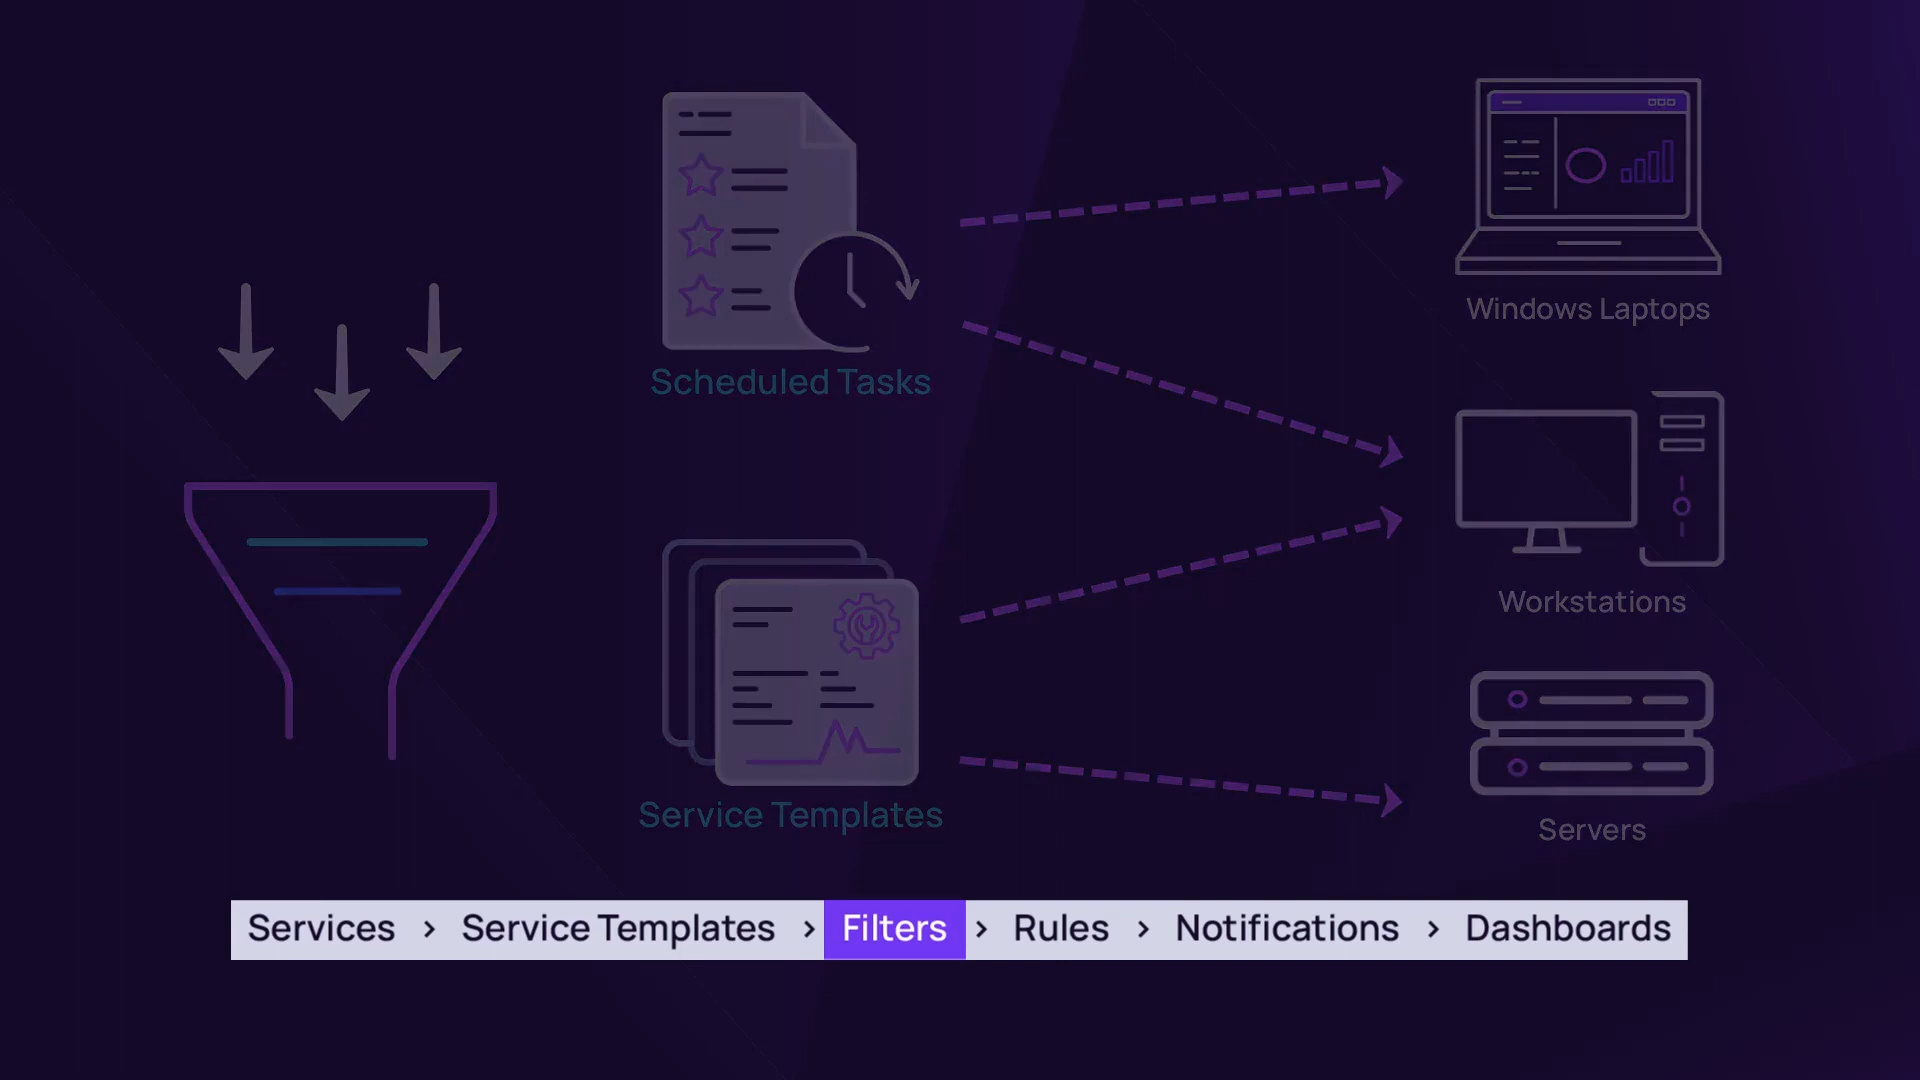 Scheduled Tasks
Service Templates
Windows Laptops
Workstations
Servers
Services › Service Templates › Filters › Rules › Notifications › Dashboards